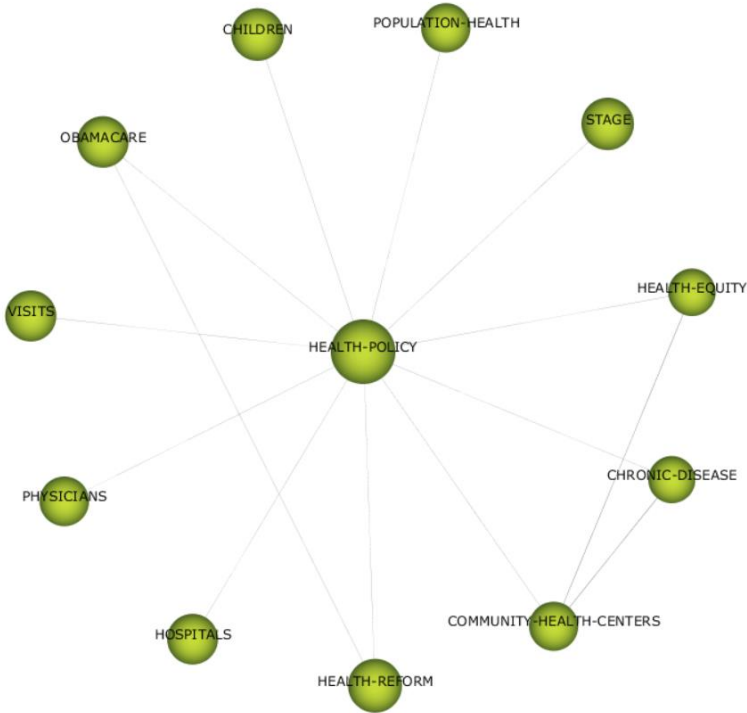 POPULATION-HEALTH
CHILDREN
STAGE
OBAMACARE
HEALTH-EQUITY
VISITS
HEALTH-POLICY
CHRONIC-DISEASE
PHYSICIANS
COMMUNITY-HEALTH-CENTERS
HOSPITALS
HEALTH-REFORM